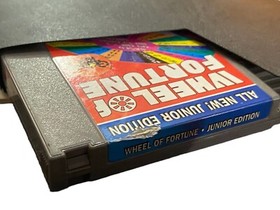 WHEEL OF
FORTUNE
ALL NEW! JUNIOR EDITION
WHEEL OF FORTUNE • JUNIOR EDITION